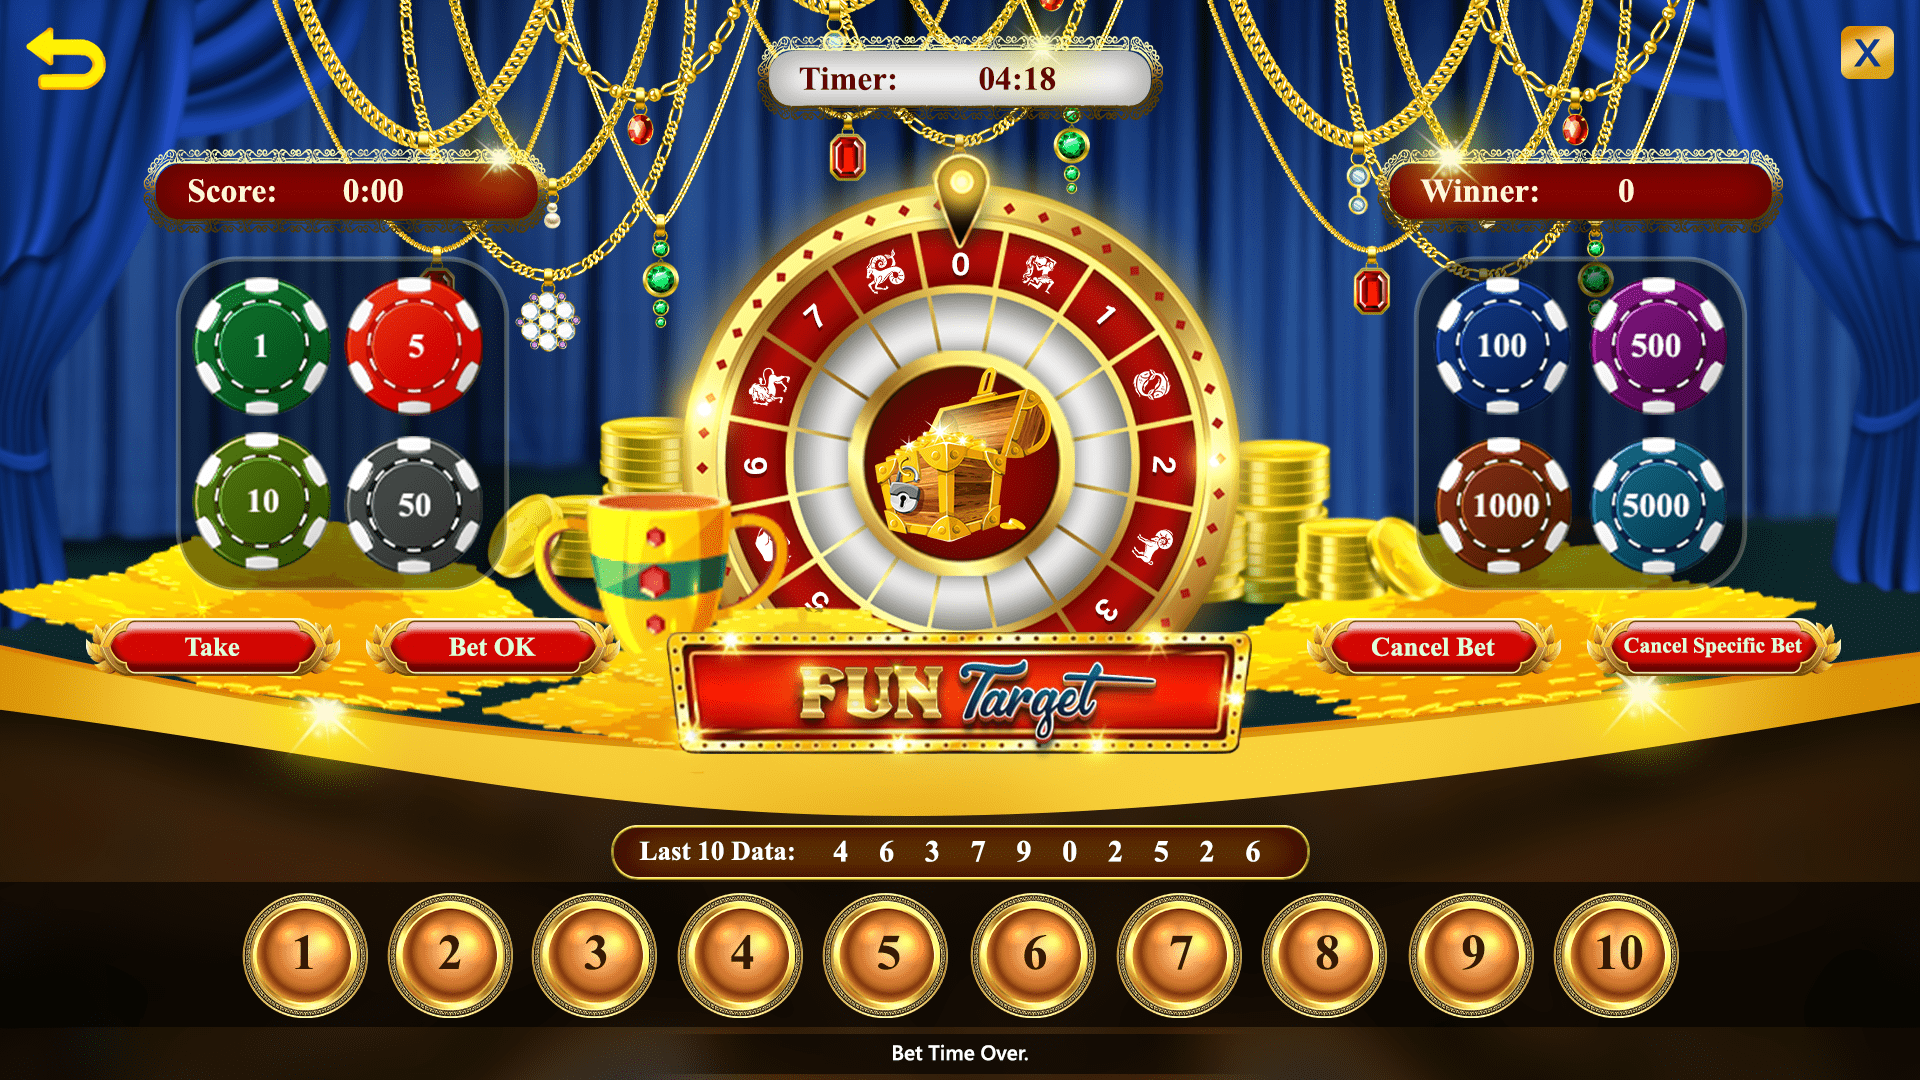 Timer: 04:18
X
Score: 0:00
Winner: 0
0
1
2
3
5
6
7
1
5
10
50
100
500
1000
5000
Take
Bet OK
Cancel Bet
Cancel Specific Bet
FUN Target
Last 10 Data: 4 6 3 7 9 0 2 5 2 6
1 2 3 4 5 6 7 8 9 10
Bet Time Over.